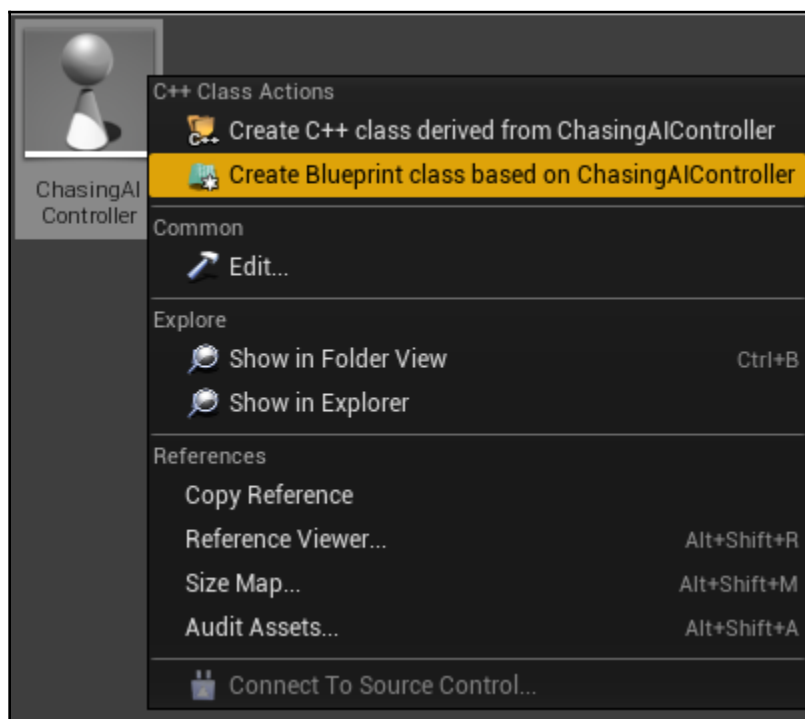 ChasingAI
Controller
C++ Class Actions
C++
Create C++ class derived from ChasingAIController
Create Blueprint class based on ChasingAIController
Common
Edit...
Explore
Show in Folder View Ctrl+B
Show in Explorer
References
Copy Reference
Reference Viewer... Alt+Shift+R
Size Map... Alt+Shift+M
Audit Assets... Alt+Shift+A
Connect To Source Control...